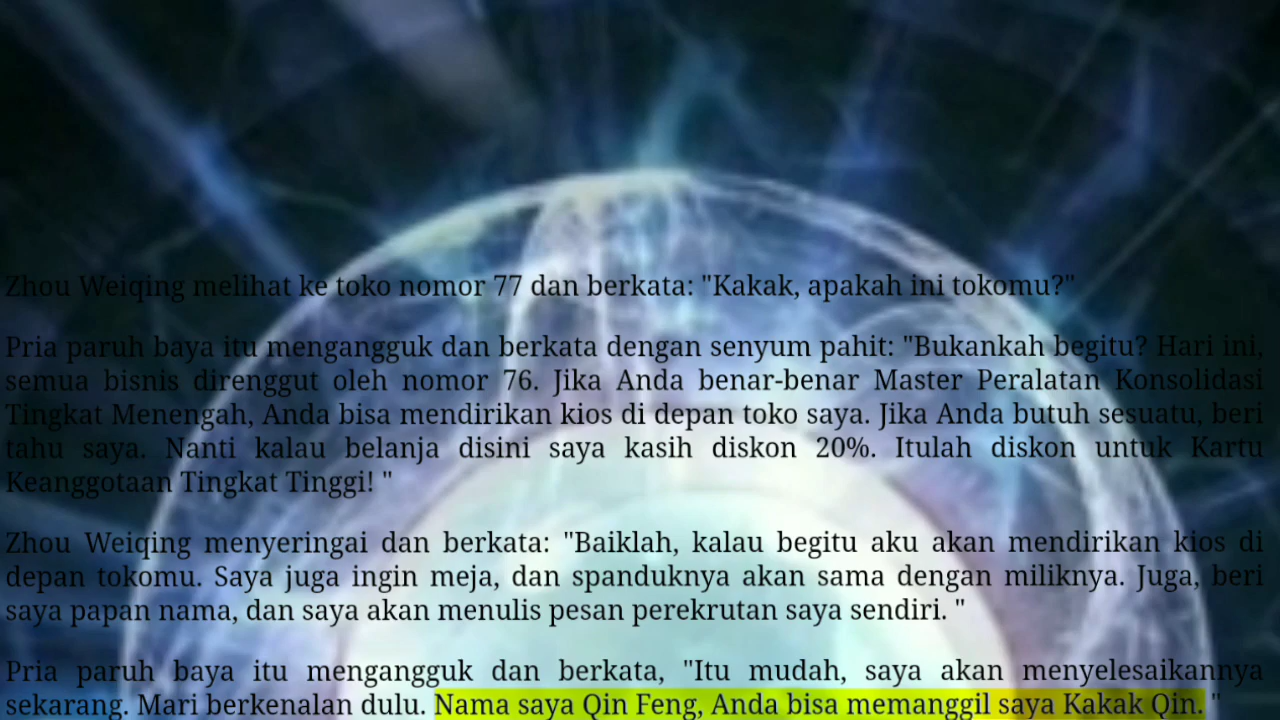 Zhou Weiqing melihat ke toko nomor 77 dan berkata: "Kakak, apakah ini tokomu?"
Pria paruh baya itu mengangguk dan berkata dengan senyum pahit: "Bukankah begitu? Hari ini,
semua bisnis direnggut oleh nomor 76. Jika Anda benar-benar Master Peralatan Konsolidasi
Tingkat Menengah, Anda bisa mendirikan kios di depan toko saya. Jika Anda butuh sesuatu, beri
tahu saya. Nanti kalau belanja disini saya kasih diskon 20%. Itulah diskon untuk Kartu
Keanggotaan Tingkat Tinggi! "
Zhou Weiqing menyeringai dan berkata: "Baiklah, kalau begitu aku akan mendirikan kios di
depan tokomu. Saya juga ingin meja, dan spanduknya akan sama dengan miliknya. Juga, beri
saya papan nama, dan saya akan menulis pesan perekrutan saya sendiri. "
Pria paruh baya itu mengangguk dan berkata, "Itu mudah, saya akan menyelesaikannya
sekarang. Mari berkenalan dulu. Nama saya Qin Feng, Anda bisa memanggil saya Kakak Qin. "